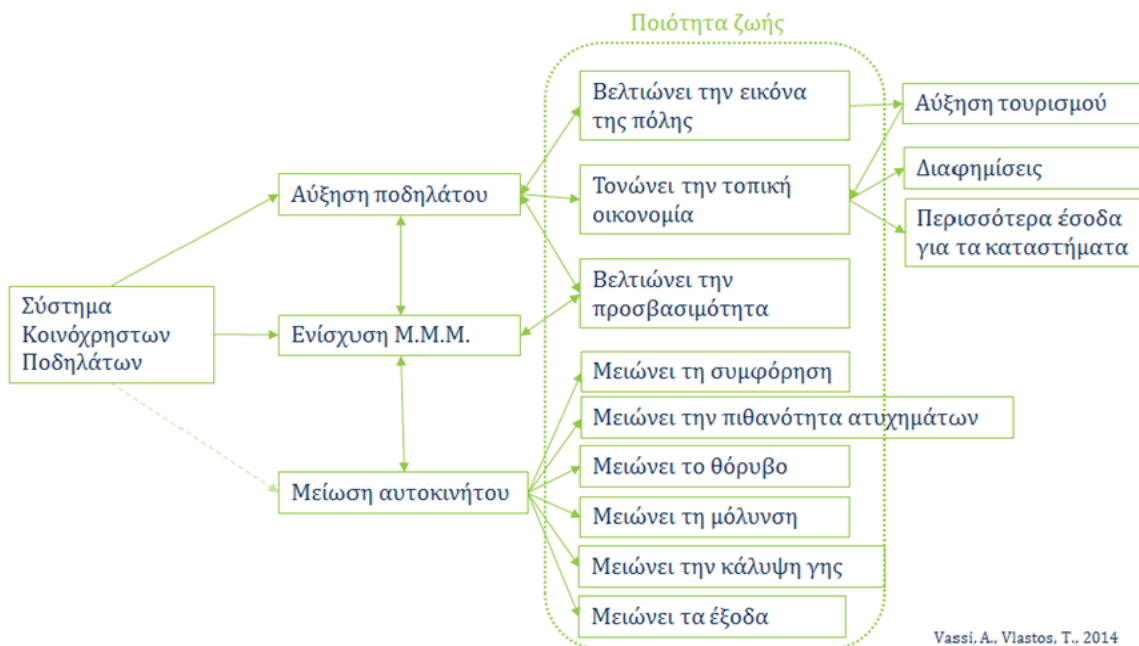 Ποιότητα ζωής
Σύστημα
Κοινόχρηστων
Ποδηλάτων
Αύξηση ποδηλάτου
Ενίσχυση Μ.Μ.Μ.
Μείωση αυτοκινήτου
Βελτιώνει την εικόνα
της πόλης
Τονώνει την τοπική
οικονομία
Βελτιώνει την
προσβασιμότητα
Μειώνει τη συμφόρηση
Μειώνει την πιθανότητα ατυχημάτων
Μειώνει το θόρυβο
Μειώνει τη μόλυνση
Μειώνει την κάλυψη γης
Μειώνει τα έξοδα
Αύξηση τουρισμού
Διαφημίσεις
Περισσότερα έσοδα
για τα καταστήματα
Vassi, A., Vlastos, T., 2014